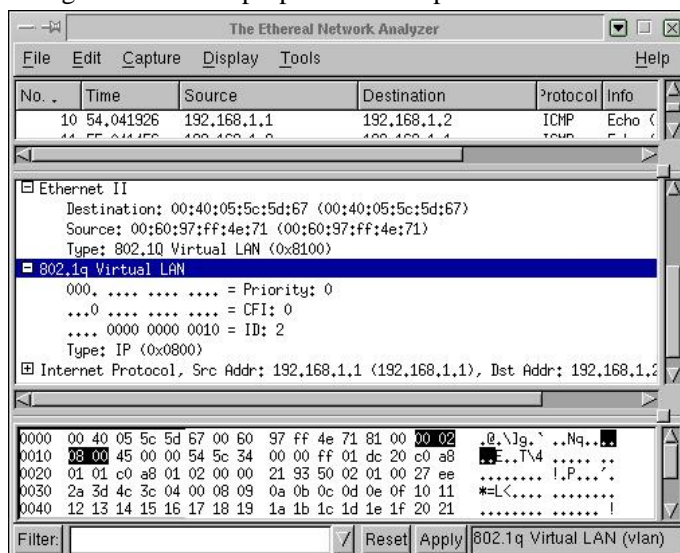 The Ethereal Network Analyzer
File Edit Capture Display Tools Help
No. . Time Source Destination Protocol Info
10 54.041926 192.168.1.1 192.168.1.2 ICMP Echo (
Ethernet II
Destination: 00:40:05:5c:5d:67 (00:40:05:5c:5d:67)
Source: 00:60:97:ff:4e:71 (00:60:97:ff:4e:71)
Type: 802.1Q Virtual LAN (0x8100)
802.1q Virtual LAN
000. .... .... .... = Priority: 0
...0 .... .... .... = CFI: 0
.... 0000 0000 0010 = ID: 2
Type: IP (0x0800)
Internet Protocol, Src Addr: 192.168.1.1 (192.168.1.1), Dst Addr: 192.168.1.2
0000 00 40 05 5c 5d 67 00 60 97 ff 4e 71 81 00 00 02 .@.\]g.` ..Nq....
0010 08 00 45 00 00 54 5c 34 00 00 ff 01 dc 20 c0 a8 ..E..T\4 ..... ..
0020 01 01 c0 a8 01 02 00 00 21 93 50 02 01 00 27 ee ........ !.P...'.
0030 2a 3d 4c 3c 04 00 08 09 0a 0b 0c 0d 0e 0f 10 11 *=L<.... ........
0040 12 13 14 15 16 17 18 19 1a 1b 1c 1d 1e 1f 20 21 ........ ...... !
Filter: Reset Apply 802.1q Virtual LAN (vlan)